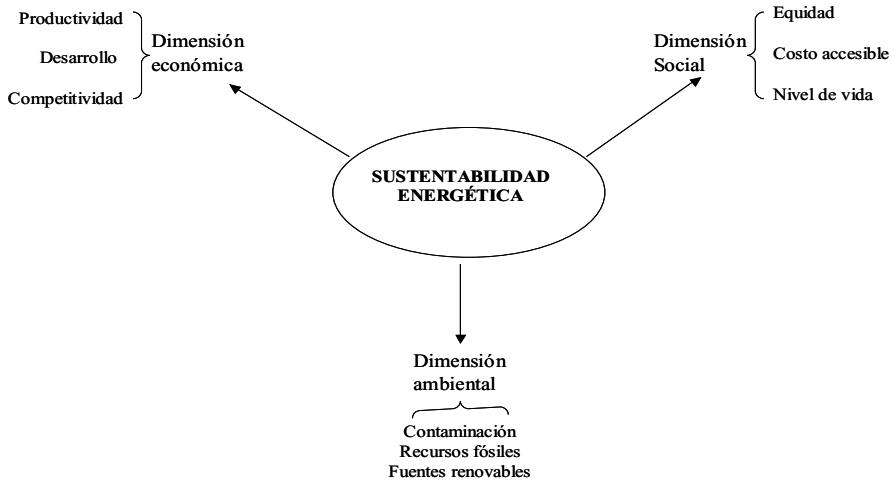 Productividad
Desarrollo
Competitividad
Dimensión
económica
Dimensión
Social
Equidad
Costo accesible
Nivel de vida
SUSTENTABILIDAD
ENERGÉTICA
Dimensión
ambiental
Contaminación
Recursos fósiles
Fuentes renovables